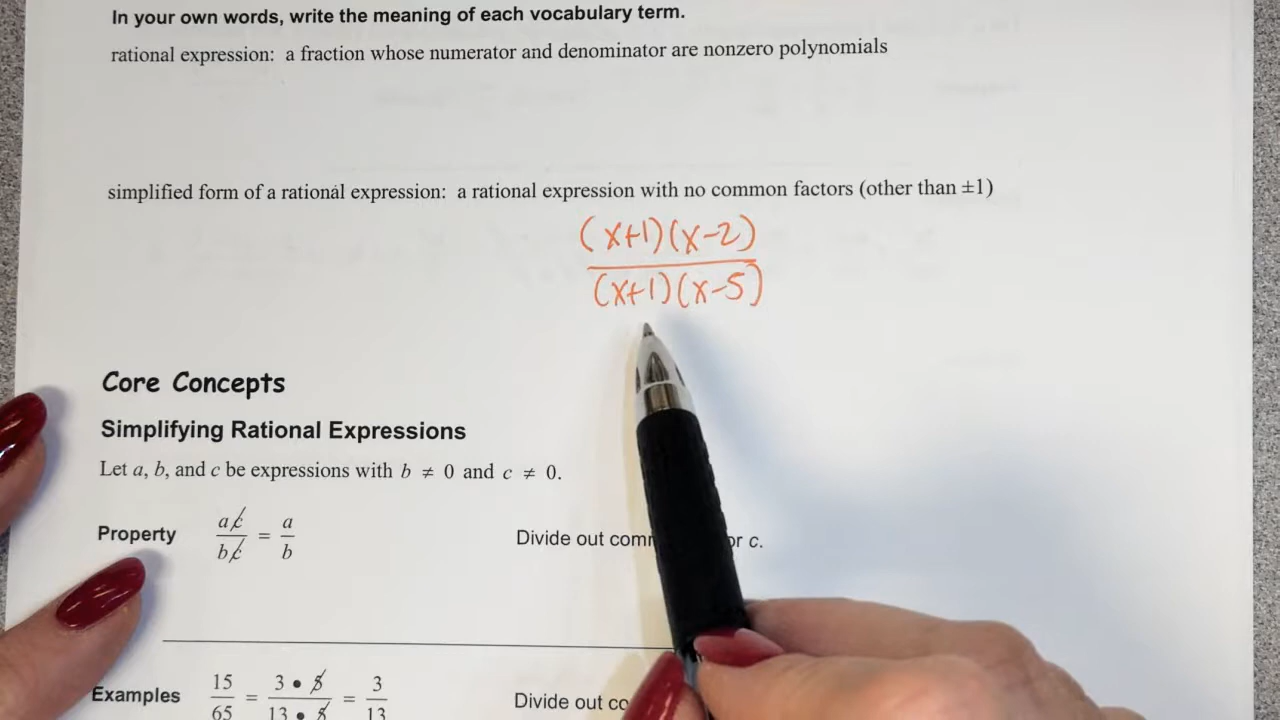 In your own words, write the meaning of each vocabulary term.
rational expression: a fraction whose numerator and denominator are nonzero polynomials
simplified form of a rational expression: a rational expression with no common factors (other than ±1)
(x+1)(x-2)
(x+1)(x-5)
Core Concepts
Simplifying Rational Expressions
Let a, b, and c be expressions with b ≠ 0 and c ≠ 0.
Property ac/bc = a/b Divide out c.
Examples 15/65 = 3 • 5/13 • 5 = 3/13 Divide out